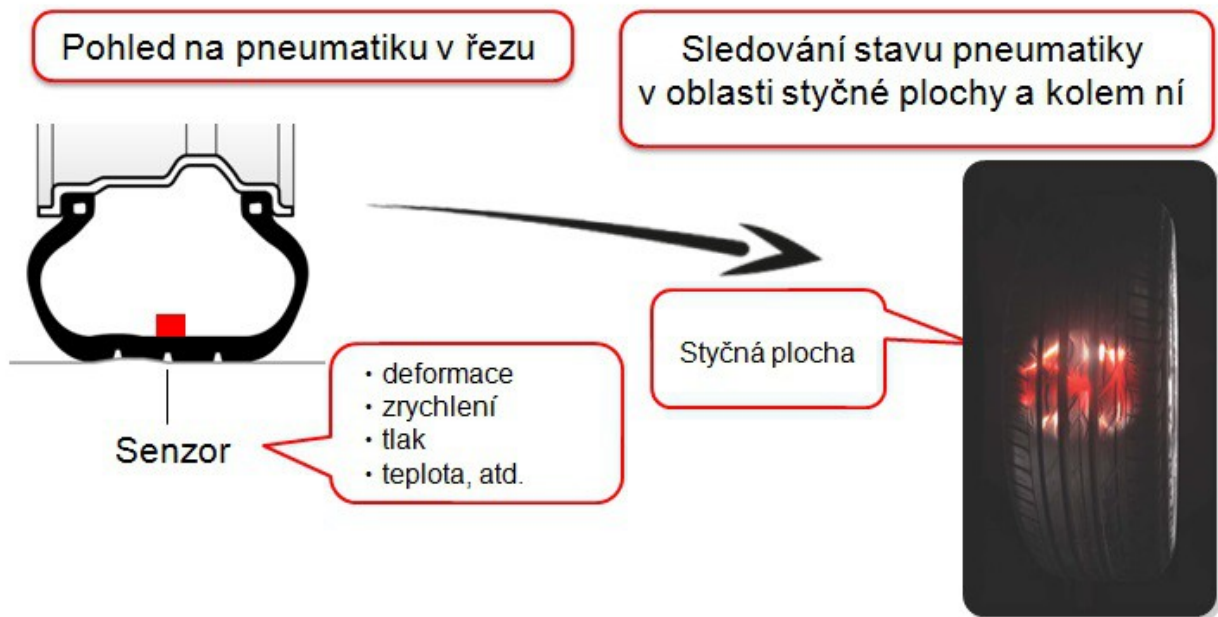 Pohled na pneumatiku v řezu
Sledování stavu pneumatiky
v oblasti styčné plochy a kolem ní
Styčná plocha
· deformace
· zrychlení
· tlak
· teplota, atd.
Senzor